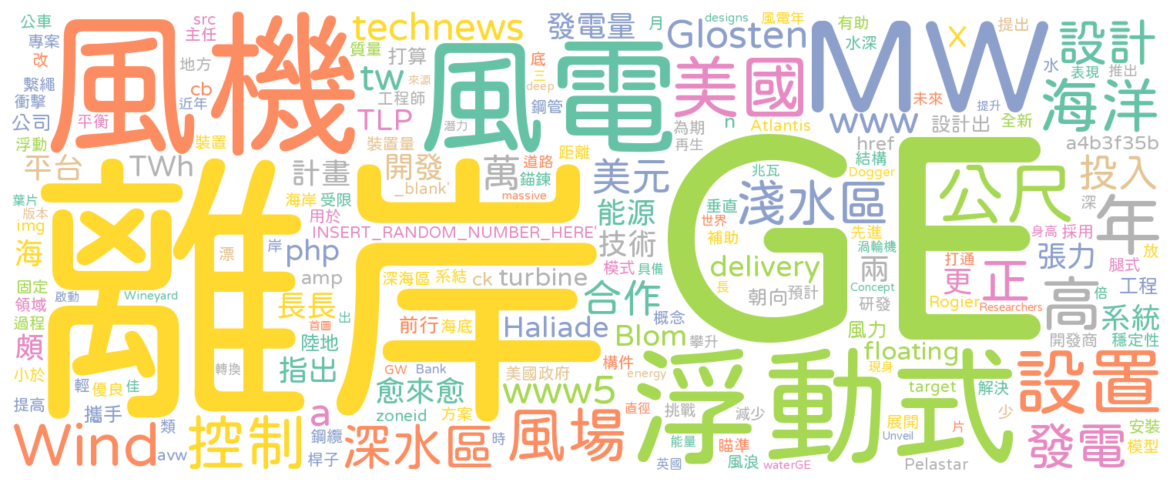 公車
src
主任
technews
發電量
月
designs
風電年
提出
有助
Glosten
x
設計
專案
改
風機
質量
打算
風電
底
三
deep
美國
MW
水深
水
表現
推出
地方
繫繩
cb
tw
來源
工程師
鋼管
未來
提升
海洋
衝擊
近年
公司
平衡
TLP
潛力
裝置量
為期
n
Atlantis
www
設計出
全新
浮動
裝置
再生
href
a4b3f35b
平台
TWh
計畫
開發
萬
道路
距離
兆瓦
結構
Dogger
_blank'
錨鍊
massive
美元
GE
淺水區
公尺
投入
葉片
版本
海岸
受限
能源
垂直
世界
補助
先進
渦輪機
深
年
img
用於
INSERT_RANDOM_NUMBER_HERE'
身高
採用
離岸
海
漂
岸
php
技術
打通
放
張力
腿式
固定
amp
深海區
系結
ck
turbine
模式
具備
delivery
兩
更
正
高
倍
工程
啟動
Wineyard
領域
長
朝向
預計
Concept
Rogier
Researchers
系統
過程
長長
出
首圖
前行
海底
Haliade
合作
概念
Blom
攀升
研發
風力
開發商
穩定性
頗
陸地
構件
floating
現身
小於
轉換
指出
GW
Bank
美國政府
energy
浮動式
設置
輕
優良
佳
愈來愈
www5
target
解決
提高
攜手
a
zoneid
方案
直徑
挑戰
減少
少
類
鋼纜
展開
Unveil
片
安裝
Wind
控制
深水區
時
風場
瞄準
能量
發電
模型
avw
桿子
英國
風浪
waterGE
Pelastar